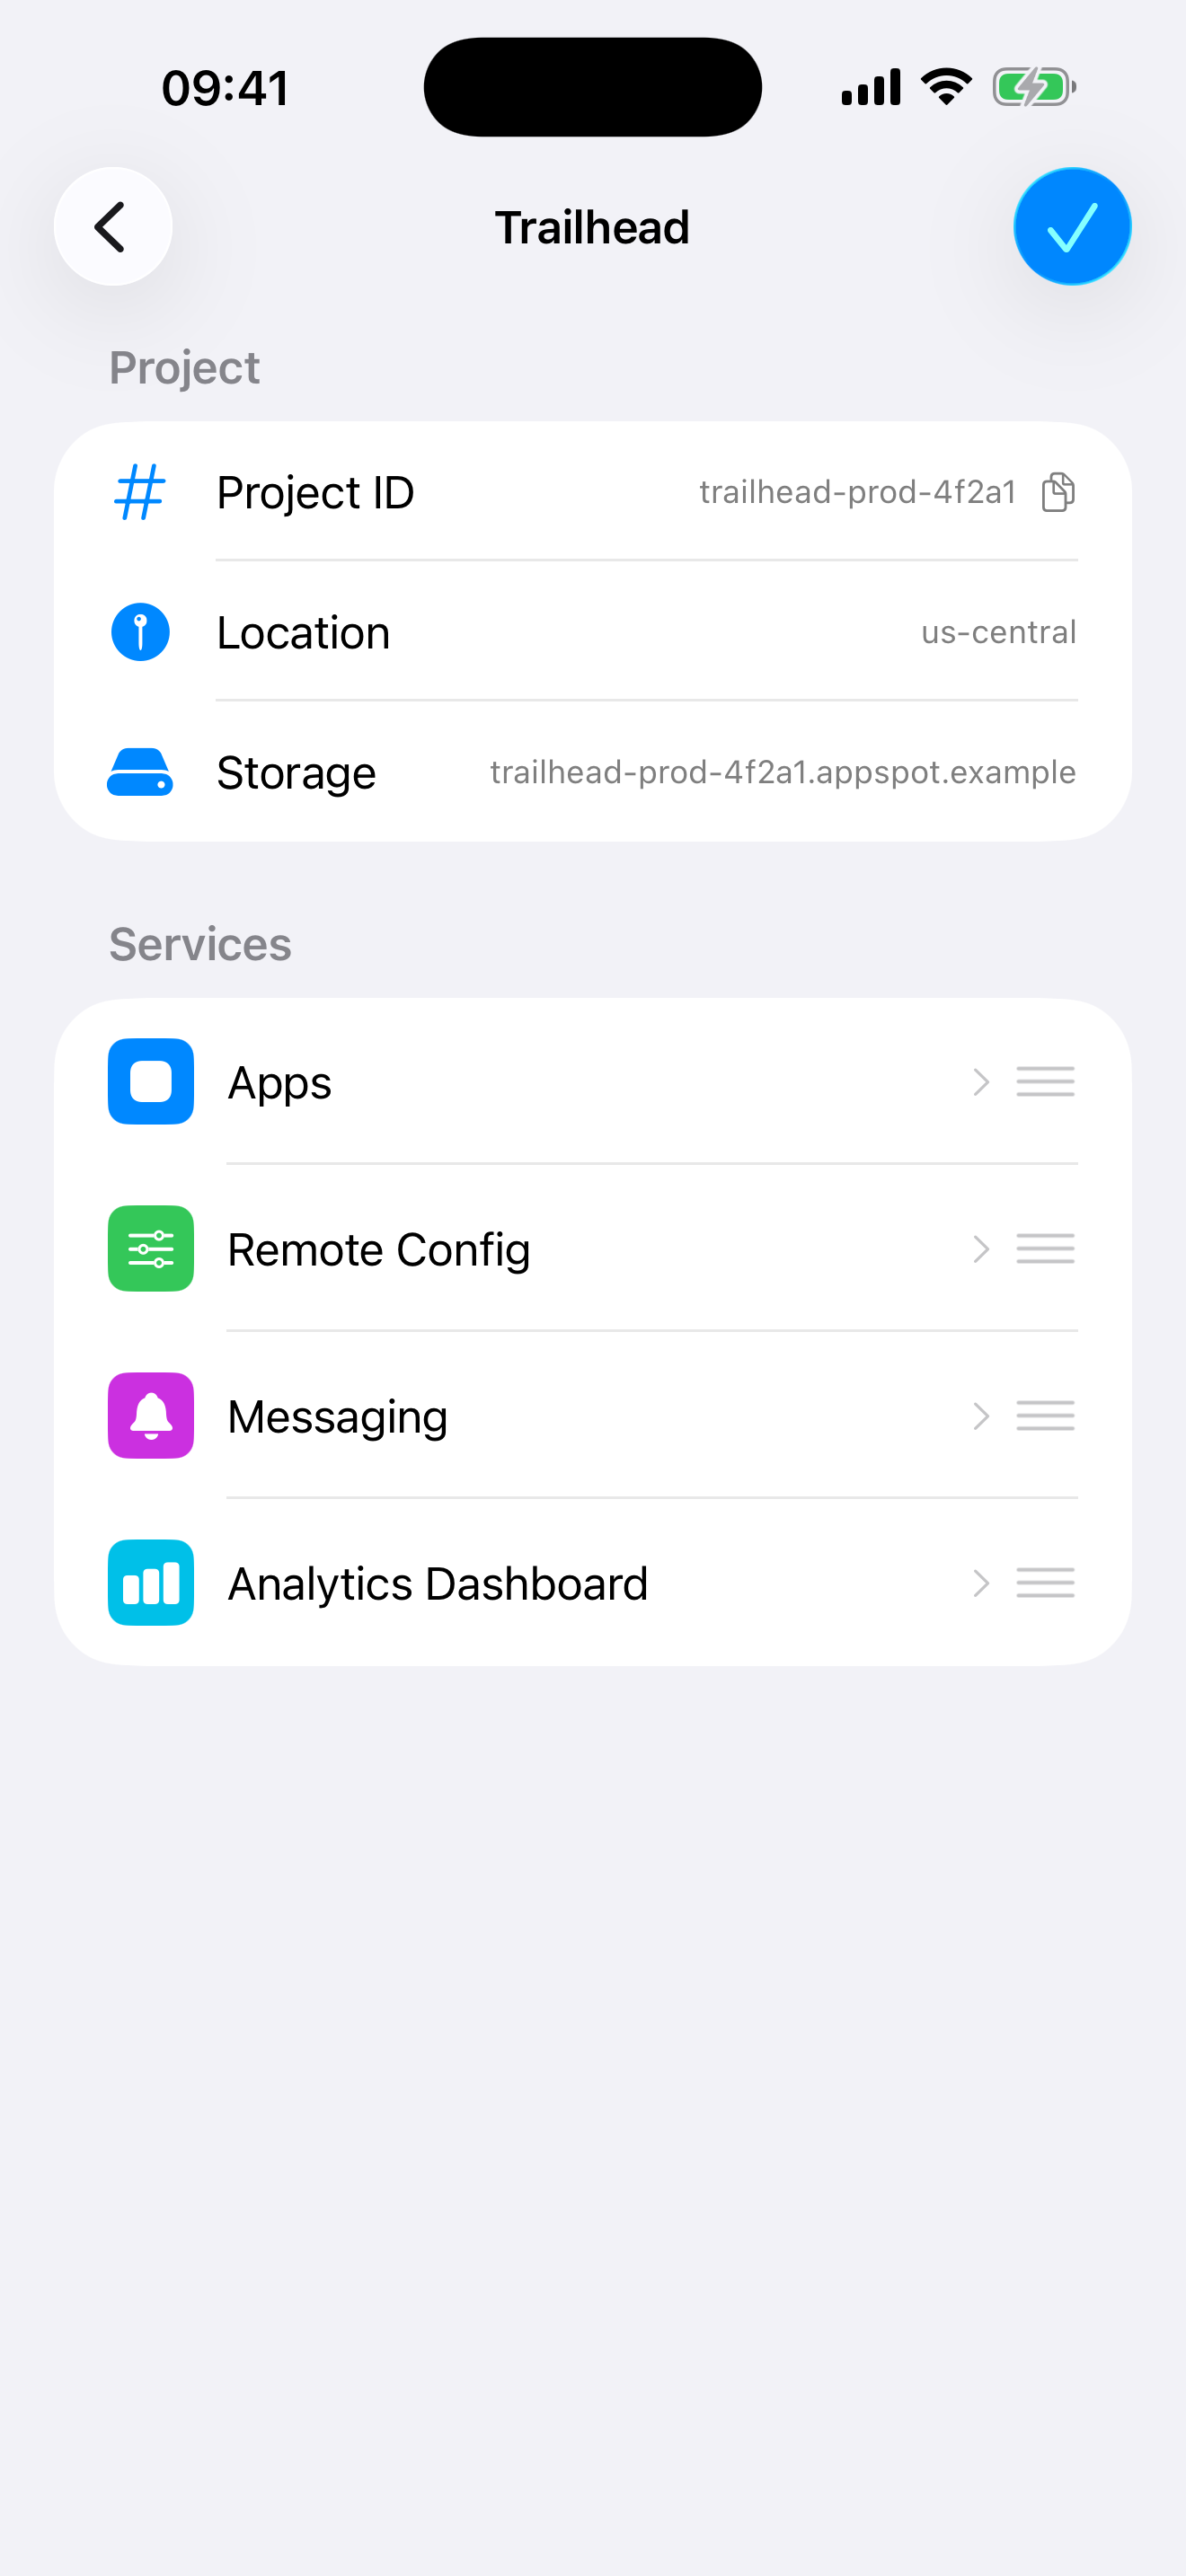 09:41
Trailhead
Project
Project ID trailhead-prod-4f2a1
Location us-central
Storage trailhead-prod-4f2a1.appspot.example
Services
Apps
Remote Config
Messaging
Analytics Dashboard